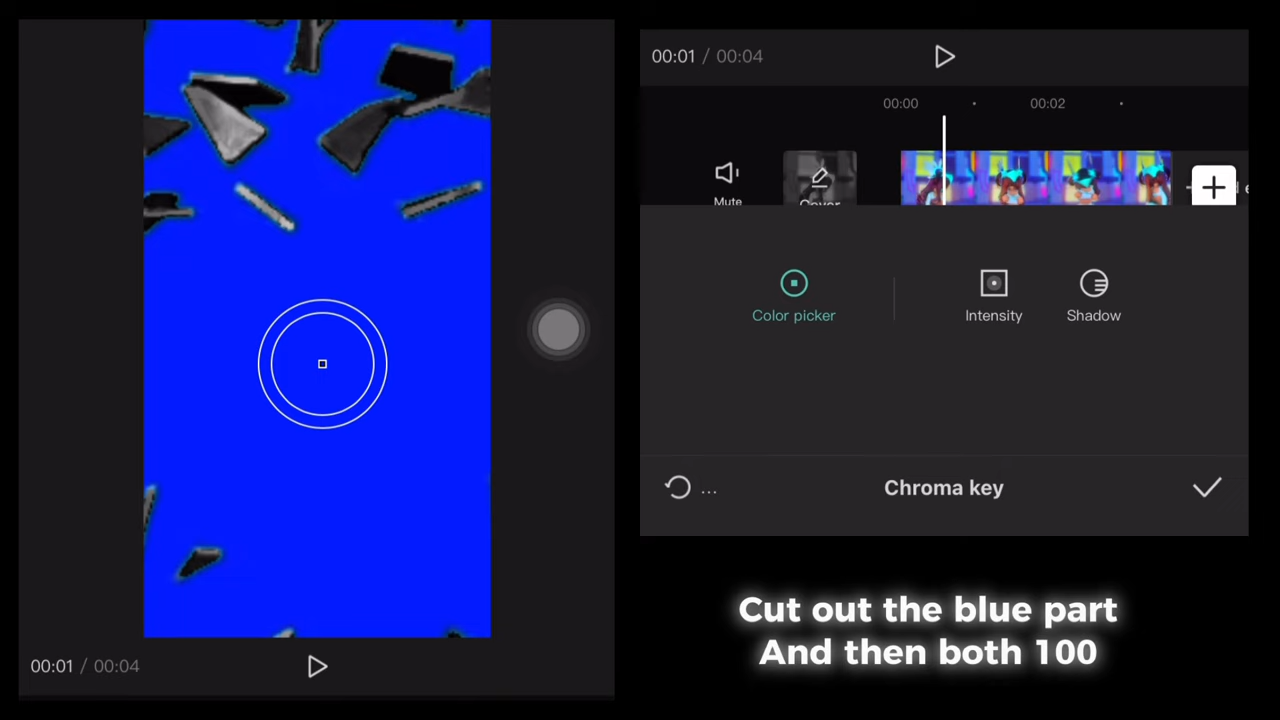 00:01 / 00:04
00:01 / 00:04
00:00
00:02
Mute
Cover
Color picker
Intensity
Shadow
...
Chroma key
Cut out the blue part
And then both 100